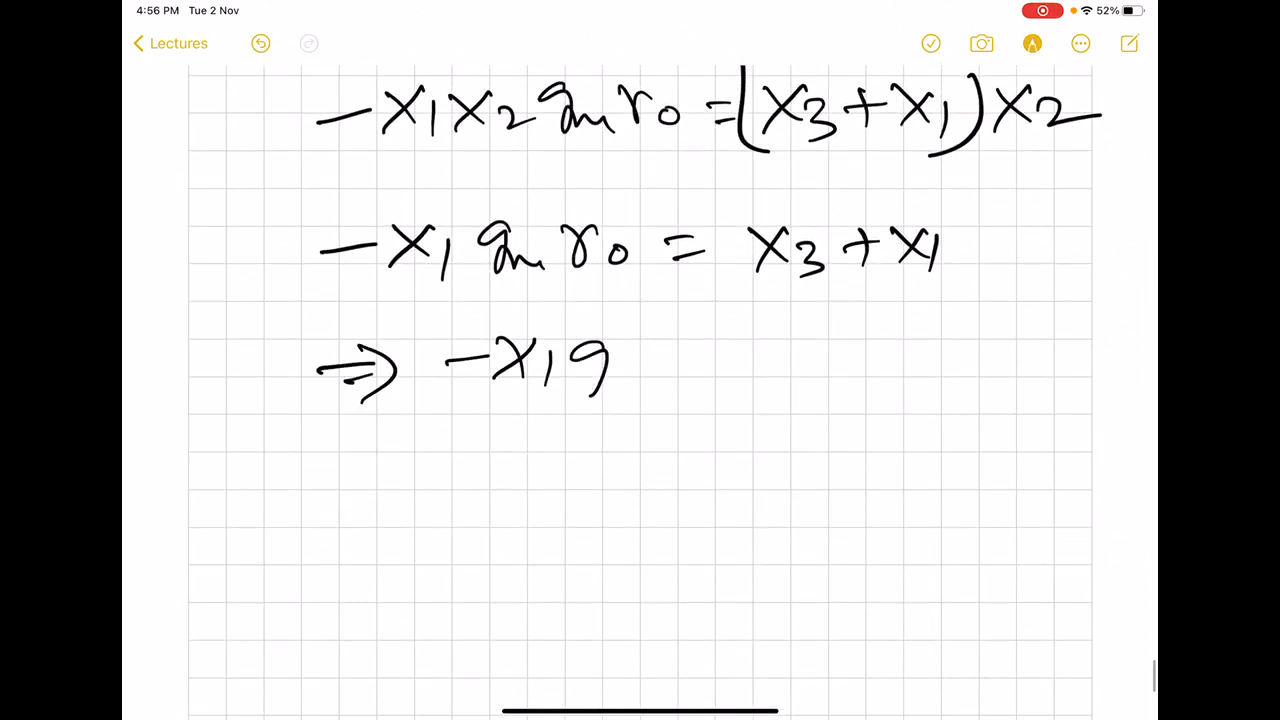 4:56 PM Tue 2 Nov 52%
Lectures
-X1X2 gm r0 = (X3+X1)X2
-X1 gm r0 = X3+X1
⇒ -X1g